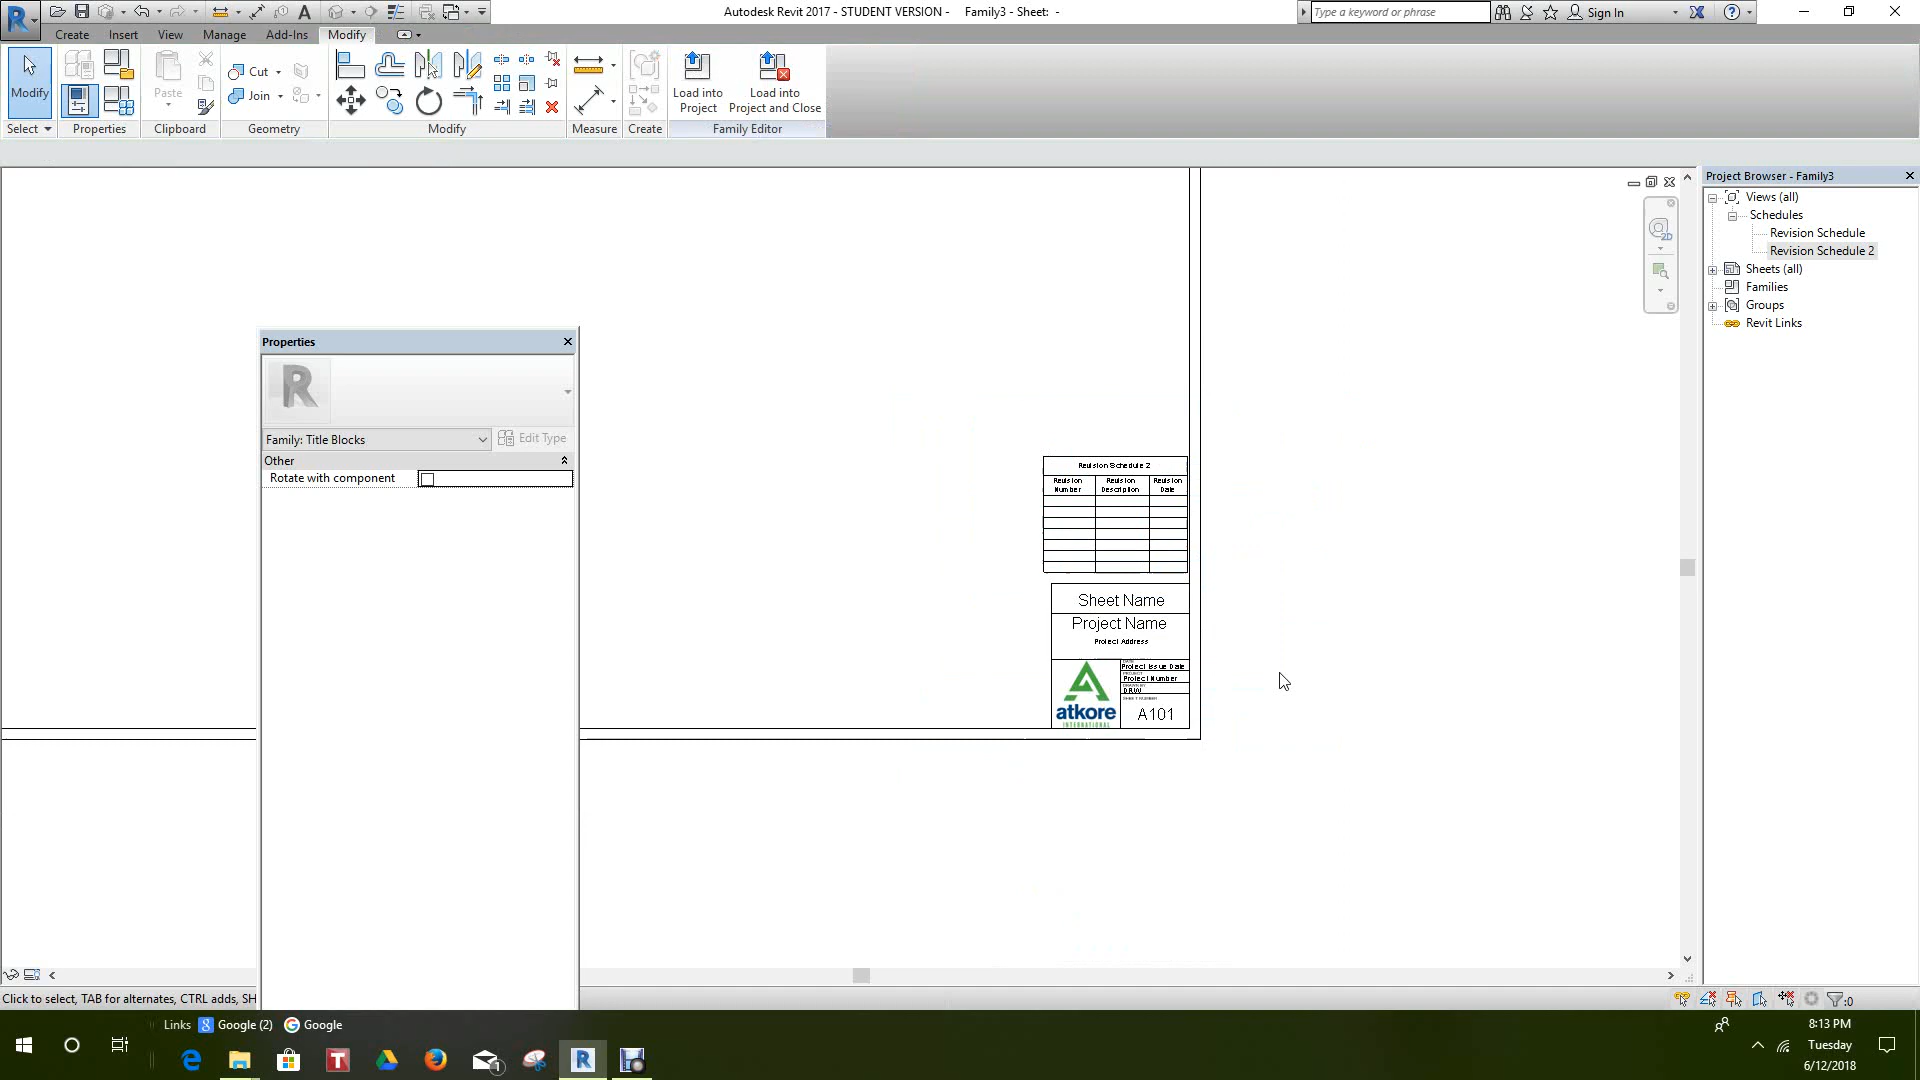 Autodesk Revit 2017 - STUDENT VERSION -    Family3 - Sheet:  -
Type a keyword or phrase
Sign In
Create Insert View Manage Add-Ins Modify
Modify
Cut
Join
Paste
Load into Project
Load into Project and Close
Select Properties Clipboard Geometry Modify Measure Create Family Editor
Project Browser - Family3
Views (all)
Schedules
Revision Schedule
Revision Schedule 2
Sheets (all)
Families
Groups
Revit Links
2D
Properties
Family: Title Blocks
Edit Type
Other
Rotate with component
Revision Schedule 2
Revision Number
Revision Description
Revision Date
Sheet Name
Project Name
Project Address
Project Issue Date
Project Number
DRW
A101
atkore
INTERNATIONAL
Click to select, TAB for alternates, CTRL adds, SH
:0
Links Google (2) Google
8:13 PM
Tuesday
6/12/2018